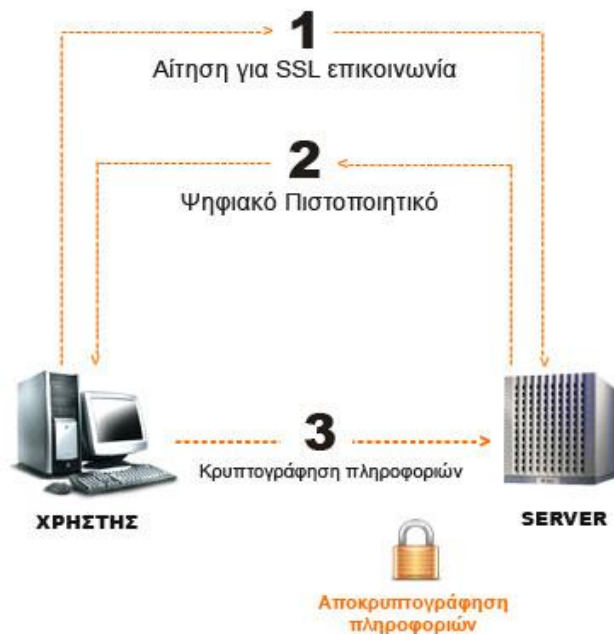 1
Αίτηση για SSL επικοινωνία
2
Ψηφιακό Πιστοποιητικό
3
Κρυπτογράφηση πληροφοριών
ΧΡΗΣΤΗΣ
SERVER
Αποκρυπτογράφηση
πληροφοριών